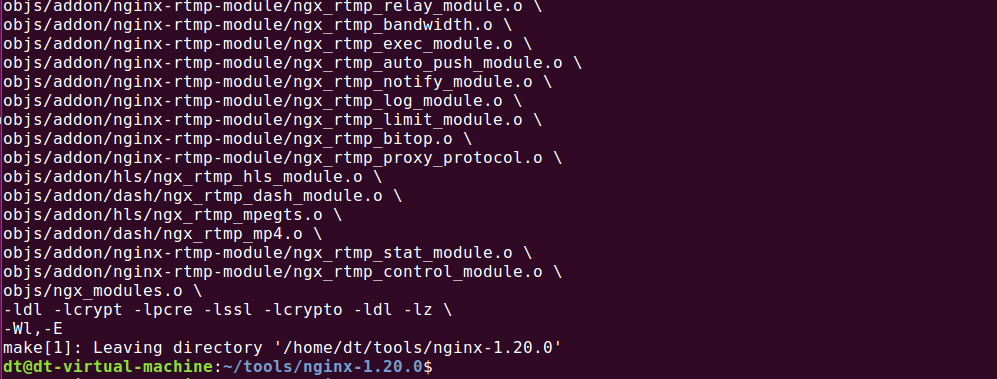 objs/addon/nginx-rtmp-module/ngx_rtmp_relay_module.o \
objs/addon/nginx-rtmp-module/ngx_rtmp_bandwidth.o \
objs/addon/nginx-rtmp-module/ngx_rtmp_exec_module.o \
objs/addon/nginx-rtmp-module/ngx_rtmp_auto_push_module.o \
objs/addon/nginx-rtmp-module/ngx_rtmp_notify_module.o \
objs/addon/nginx-rtmp-module/ngx_rtmp_log_module.o \
objs/addon/nginx-rtmp-module/ngx_rtmp_limit_module.o \
objs/addon/nginx-rtmp-module/ngx_rtmp_bitop.o \
objs/addon/nginx-rtmp-module/ngx_rtmp_proxy_protocol.o \
objs/addon/hls/ngx_rtmp_hls_module.o \
objs/addon/dash/ngx_rtmp_dash_module.o \
objs/addon/hls/ngx_rtmp_mpegts.o \
objs/addon/dash/ngx_rtmp_mp4.o \
objs/addon/nginx-rtmp-module/ngx_rtmp_stat_module.o \
objs/addon/nginx-rtmp-module/ngx_rtmp_control_module.o \
objs/ngx_modules.o \
-ldl -lcrypt -lpcre -lssl -lcrypto -ldl -lz \
-Wl,-E
make[1]: Leaving directory '/home/dt/tools/nginx-1.20.0'
dt@dt-virtual-machine:~/tools/nginx-1.20.0$